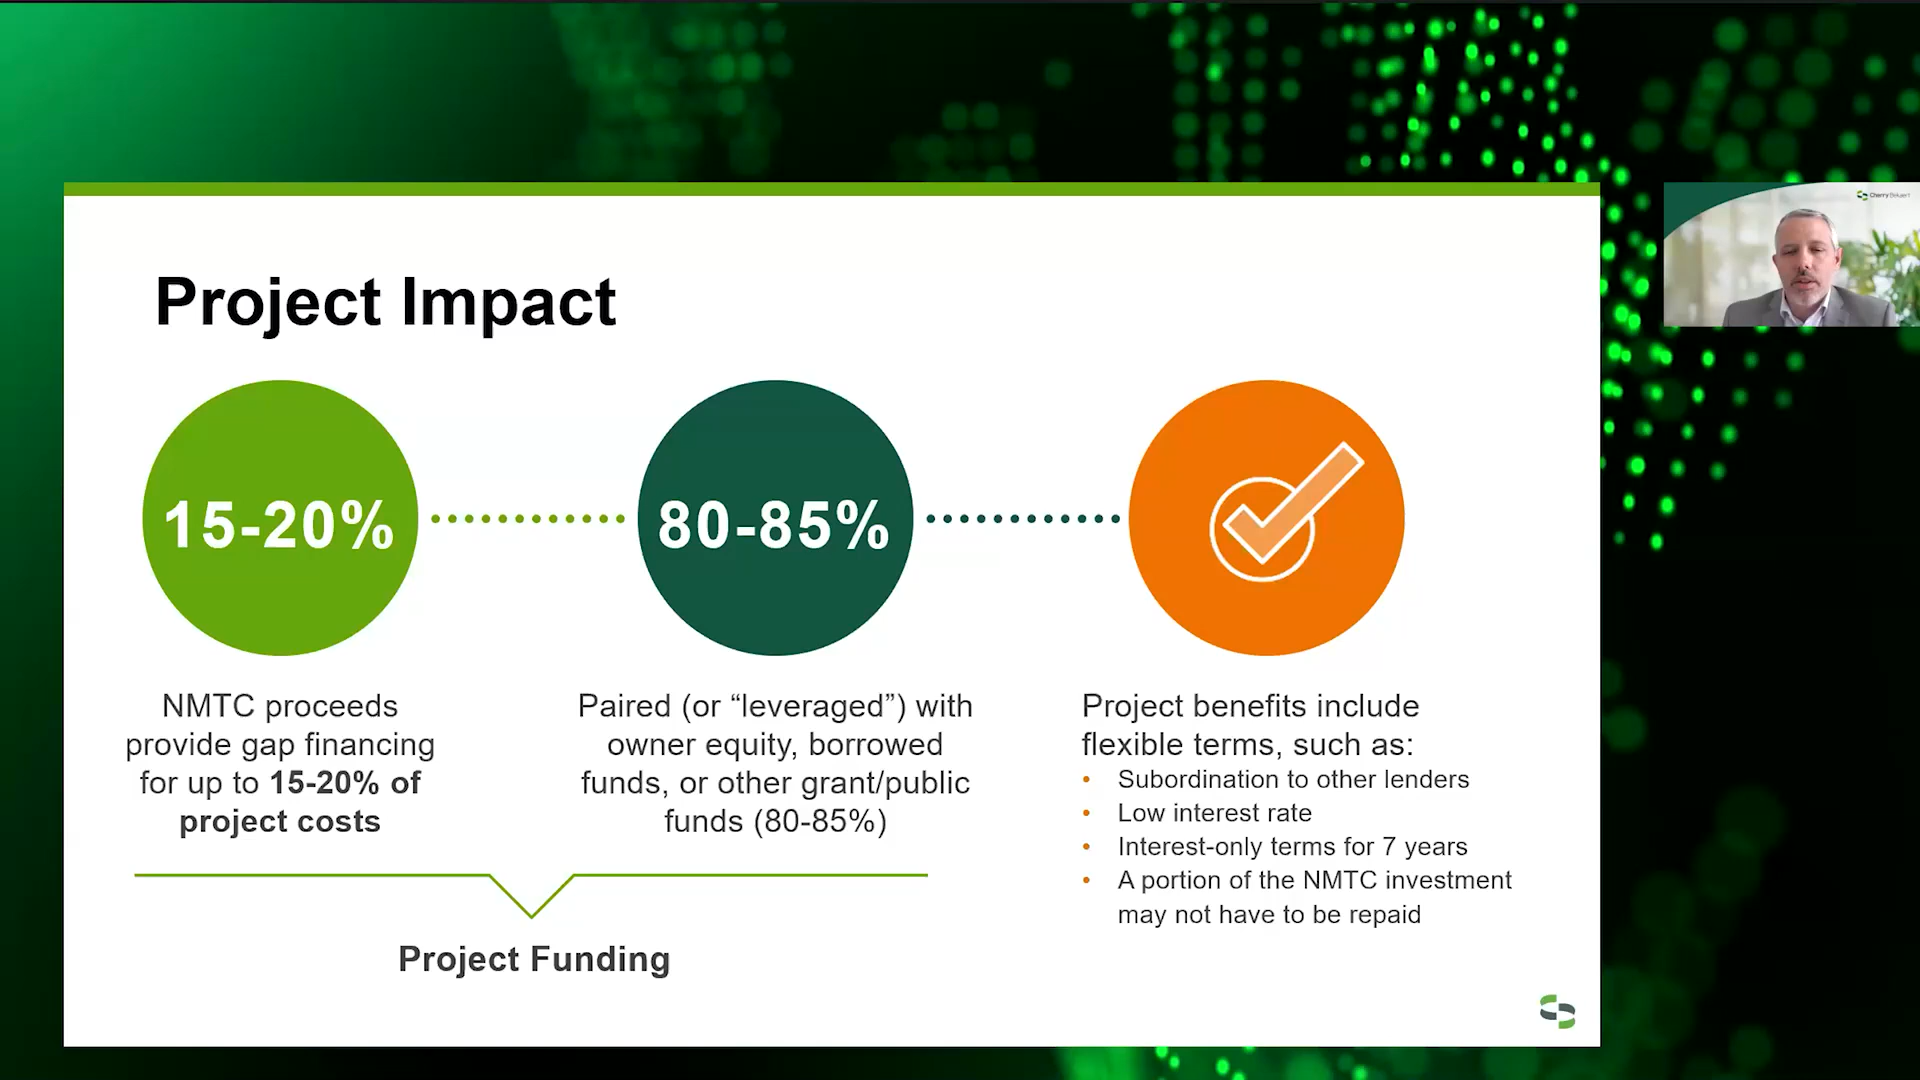 Project Impact
15-20%
80-85%
NMTC proceeds
provide gap financing
for up to 15-20% of
project costs
Paired (or “leveraged”) with
owner equity, borrowed
funds, or other grant/public
funds (80-85%)
Project benefits include
flexible terms, such as:
• Subordination to other lenders
• Low interest rate
• Interest-only terms for 7 years
• A portion of the NMTC investment
may not have to be repaid
Project Funding
Cherry Bekaert